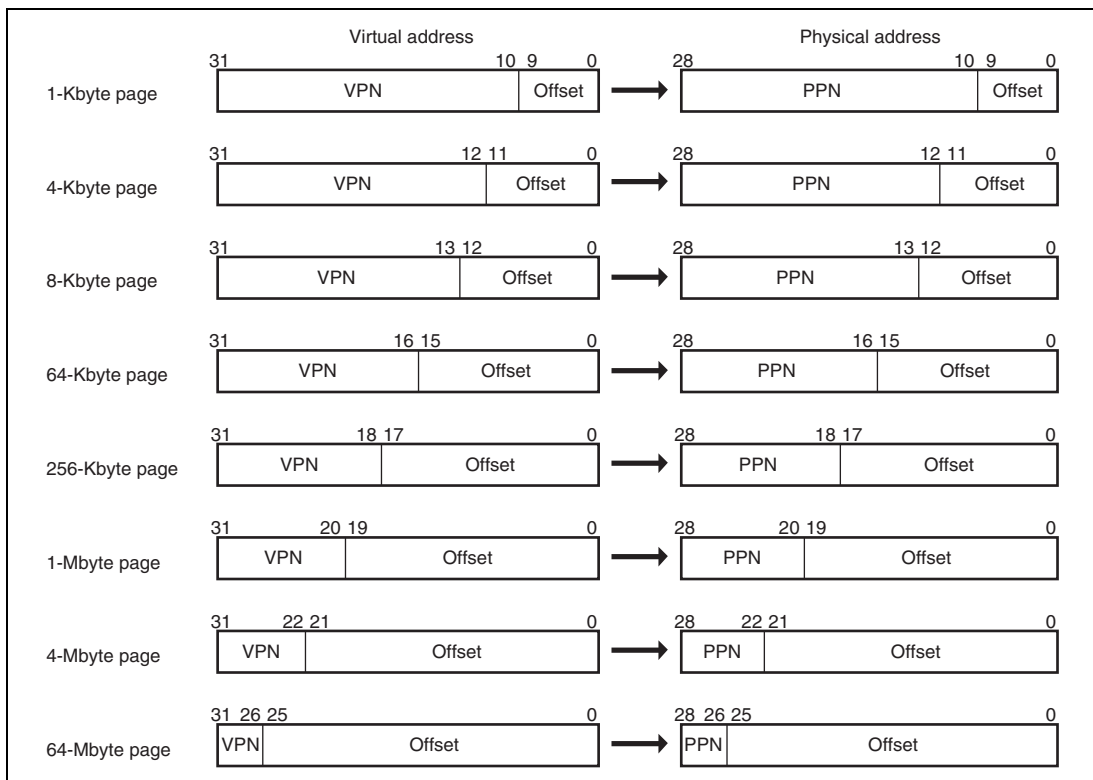 Virtual address Physical address
31 10 9 0 28 10 9 0
1-Kbyte page VPN Offset PPN Offset
31 12 11 0 28 12 11 0
4-Kbyte page VPN Offset PPN Offset
31 13 12 0 28 13 12 0
8-Kbyte page VPN Offset PPN Offset
31 16 15 0 28 16 15 0
64-Kbyte page VPN Offset PPN Offset
31 18 17 0 28 18 17 0
256-Kbyte page VPN Offset PPN Offset
31 20 19 0 28 20 19 0
1-Mbyte page VPN Offset PPN Offset
31 22 21 0 28 22 21 0
4-Mbyte page VPN Offset PPN Offset
31 26 25 0 28 26 25 0
64-Mbyte page VPN Offset PPN Offset